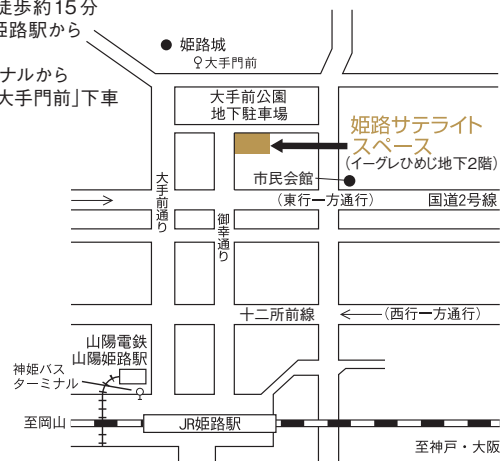 徒歩約15分
姫路駅から
ナルから
大手門前」下車
姫路城
大手門前
大手前公園
地下駐車場
姫路サテライト
スペース
(イーグレひめじ地下2階)
市民会館
大手前通り
御幸通り
(東行一方通行)
国道2号線
十二所前線
(西行一方通行)
山陽電鉄
山陽姫路駅
神姫バス
ターミナル
至岡山
JR姫路駅
至神戸・大阪